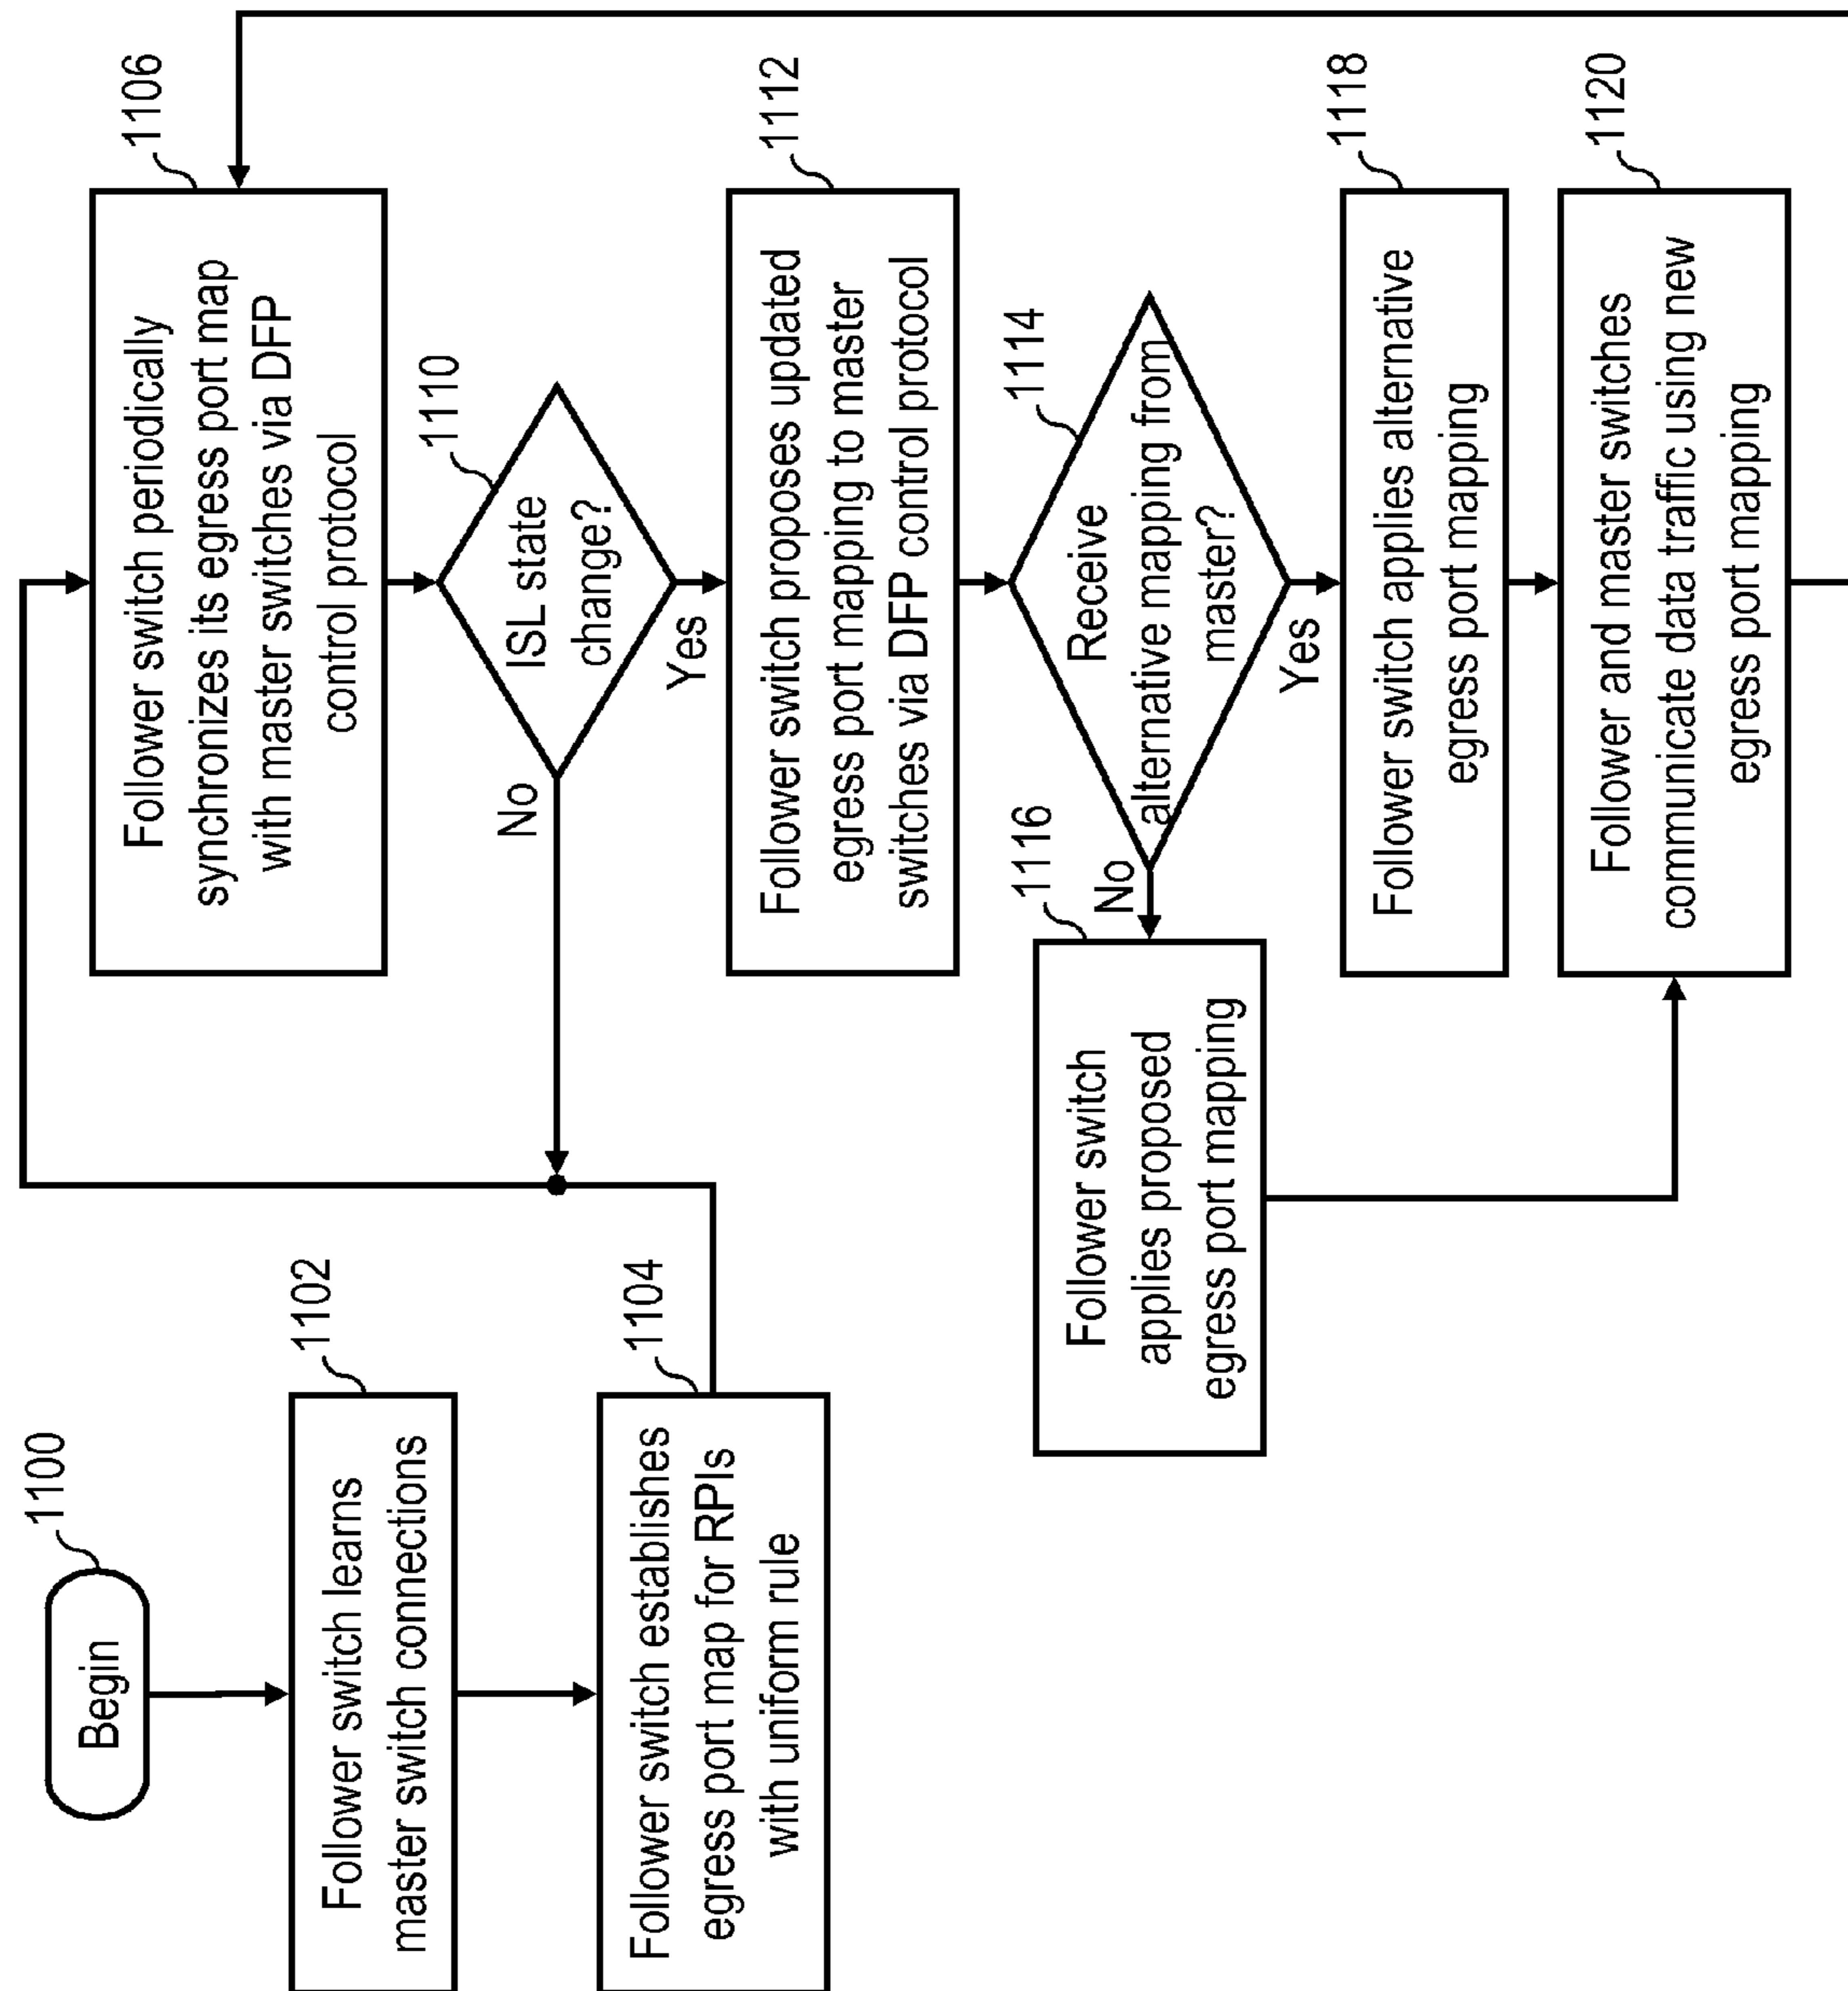 1100
Begin
1102
Follower switch learns
master switch connections
1104
Follower switch establishes
egress port map for RPIs
with uniform rule
1106
Follower switch periodically
synchronizes its egress port map
with master switches via DFP
control protocol
1110
ISL state
change?
No
Yes
1112
Follower switch proposes updated
egress port mapping to master
switches via DFP control protocol
1114
Receive
alternative mapping from
master?
No
Yes
1116
Follower switch
applies proposed
egress port mapping
1118
Follower switch applies alternative
egress port mapping
1120
Follower and master switches
communicate data traffic using new
egress port mapping